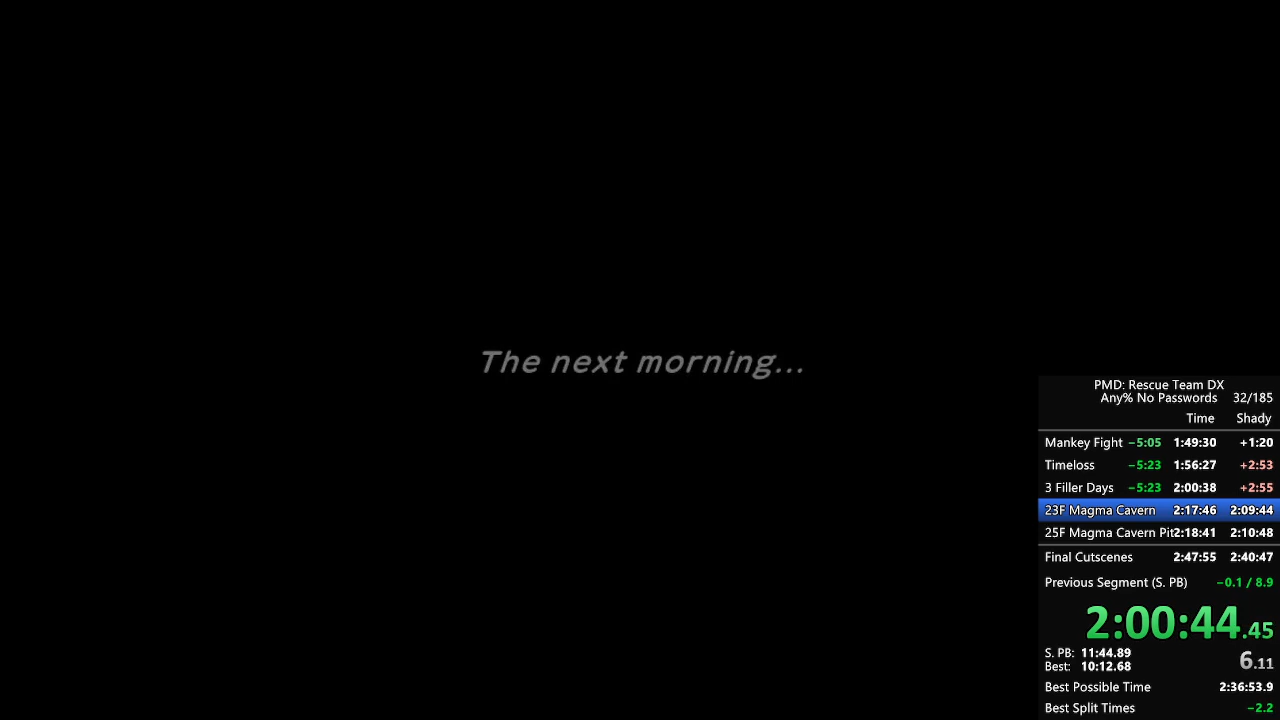 The next morning...
PMD: Rescue Team DX
Any% No Passwords 32/185
Time Shady
Mankey Fight -5:05 1:49:30 +1:20
Timeloss -5:23 1:56:27 +2:53
3 Filler Days -5:23 2:00:38 +2:55
23F Magma Cavern 2:17:46 2:09:44
25F Magma Cavern Pit 2:18:41 2:10:48
Final Cutscenes 2:47:55 2:40:47
Previous Segment (S. PB) -0.1 / 8.9
2:00:44.45
S. PB: 11:44.89
Best: 10:12.68
6.11
Best Possible Time 2:36:53.9
Best Split Times -2.2